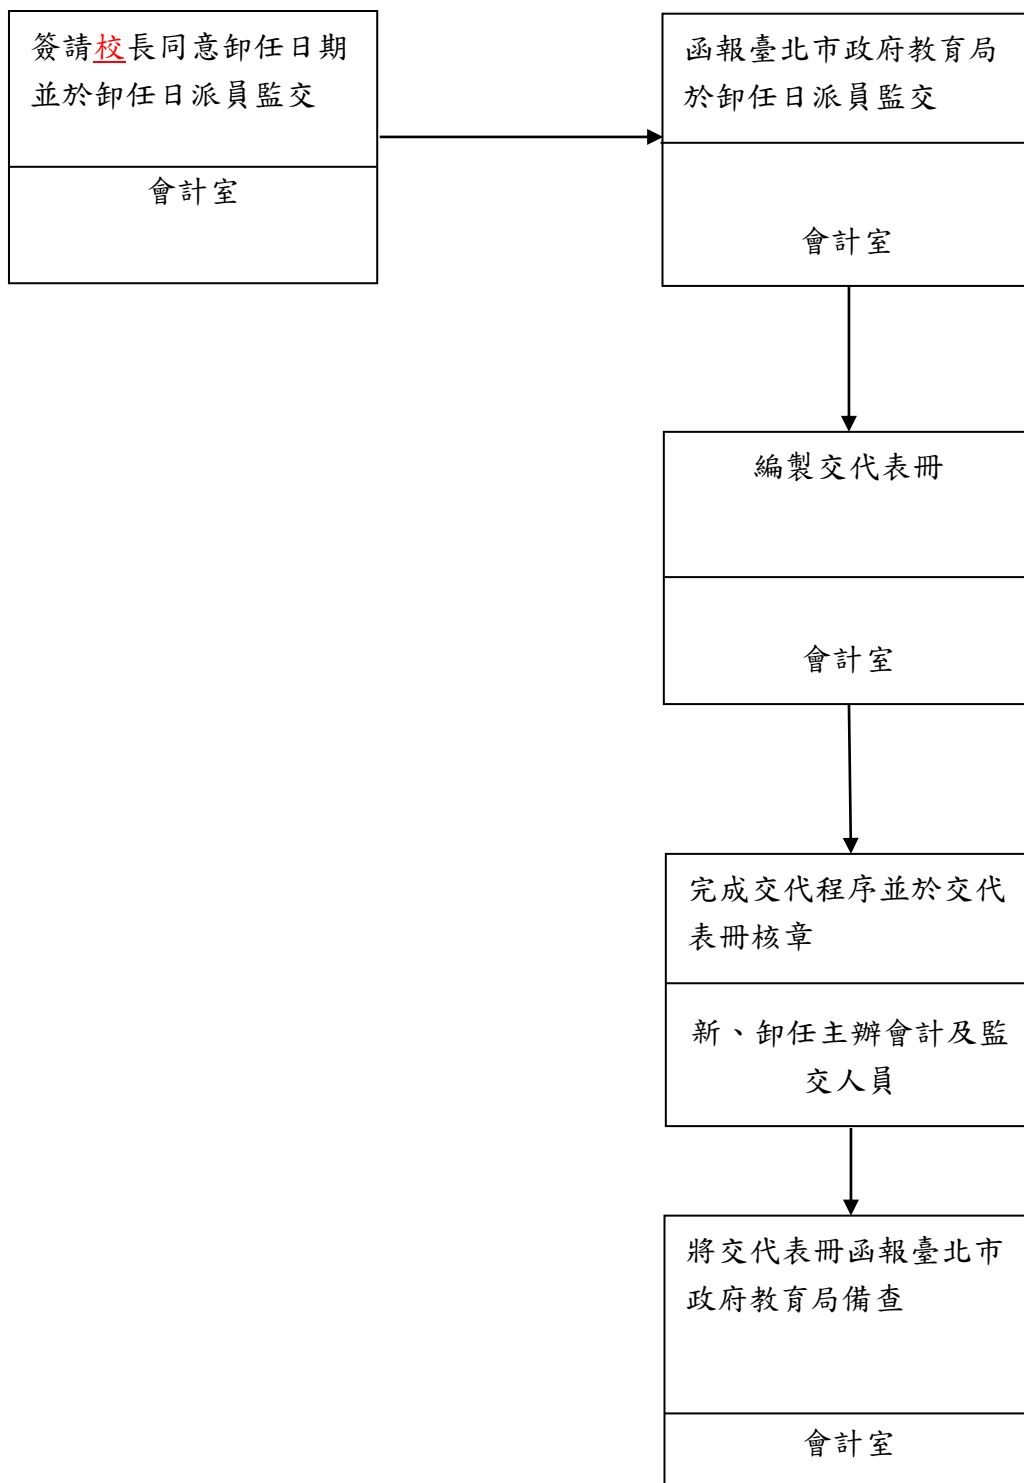 簽請校長同意卸任日期
並於卸任日派員監交
會計室
函報臺北市政府教育局
於卸任日派員監交
會計室
編製交代表冊
會計室
完成交代程序並於交代
表冊核章
新、卸任主辦會計及監
交人員
將交代表冊函報臺北市
政府教育局備查
會計室